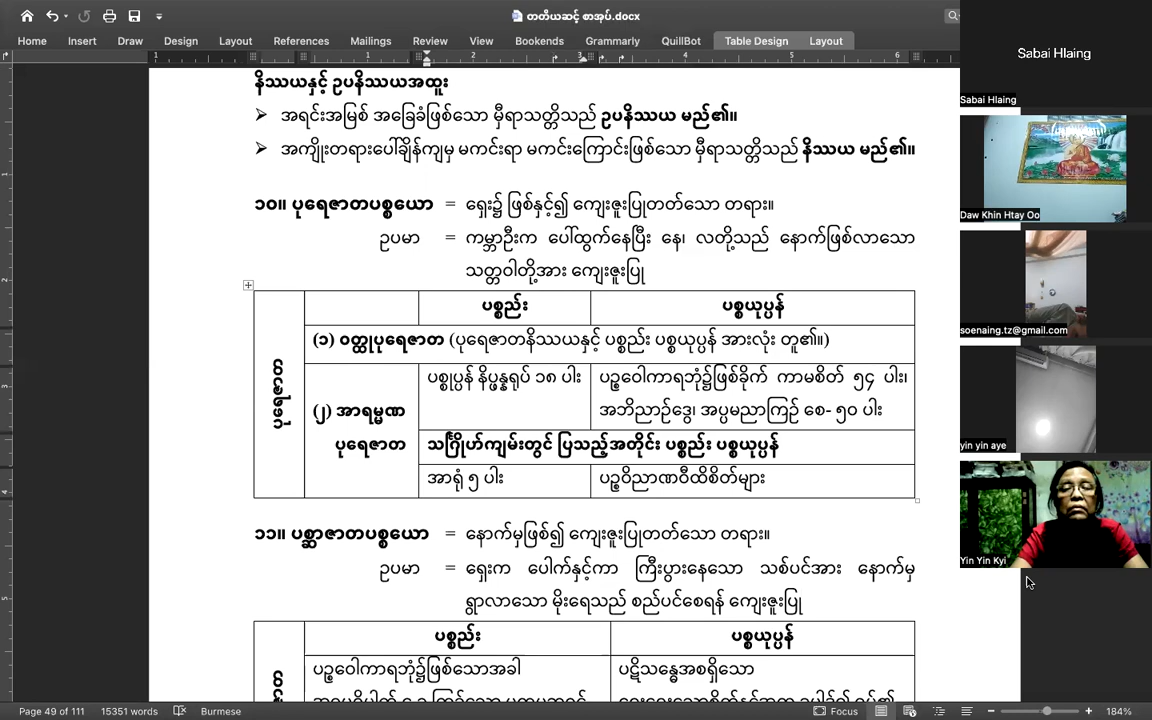 တတိယဆင့် စာအုပ်.docx
Home Insert Draw Design Layout References Mailings Review View Bookends Grammarly QuillBot Table Design Layout
နိဿယနှင့် ဥပနိဿယအထူး
➢ အရင်းအမြစ် အခြေခံဖြစ်သော မှီရာသတ္တိသည် ဥပနိဿယ မည်၏။
➢ အကျိုးတရားပေါ်ချိန်ကျမှ မကင်းရာ မကင်းကြောင်းဖြစ်သော မှီရာသတ္တိသည် နိဿယ မည်၏။
၁၀။ ပုရေဇာတပစ္စယော = ရှေး၌ ဖြစ်နှင့်၍ ကျေးဇူးပြုတတ်သော တရား။
ဥပမာ = ကမ္ဘာဦးက ပေါ်ထွက်နေပြီး နေ၊ လတို့သည် နောက်ဖြစ်လာသော
သတ္တဝါတို့အား ကျေးဇူးပြု
ပုရေဇာတ
ပစ္စည်း ပစ္စယုပ္ပန်
(၁) ဝတ္ထုပုရေဇာတ (ပုရေဇာတနိဿယနှင့် ပစ္စည်း ပစ္စယုပ္ပန် အားလုံး တူ၏။)
(၂) အာရမ္မဏ
ပုရေဇာတ
ပစ္စုပ္ပန် နိပ္ဖန္နရုပ် ၁၈ ပါး
ပဉ္စဝေါကာရဘုံ၌ဖြစ်ခိုက် ကာမစိတ် ၅၄ ပါး၊
အဘိညာဉ်ဒွေ၊ အပ္ပမညာကြဉ် စေ- ၅၀ ပါး
သင်္ဂြိုဟ်ကျမ်းတွင် ပြသည့်အတိုင်း ပစ္စည်း ပစ္စယုပ္ပန်
အာရုံ ၅ ပါး ပဉ္စဝိညာဏဝီထိစိတ်များ
၁၁။ ပစ္ဆာဇာတပစ္စယော = နောက်မှဖြစ်၍ ကျေးဇူးပြုတတ်သော တရား။
ဥပမာ = ရှေးက ပေါက်နှင့်ကာ ကြီးပွားနေသော သစ်ပင်အား နောက်မှ
ရွာလာသော မိုးရေသည် စည်ပင်စေရန် ကျေးဇူးပြု
ပစ္စည်း ပစ္စယုပ္ပန်
ပဉ္စဝေါကာရဘုံ၌ဖြစ်သောအခါ ပဋိသန္ဓေအစရှိသော
Page 49 of 111 15351 words Burmese Focus 184%
Sabai Hlaing
Sabai Hlaing
Daw Khin Htay Oo
soenaing.tz@gmail.com
yin yin aye
Yin Yin Kyi